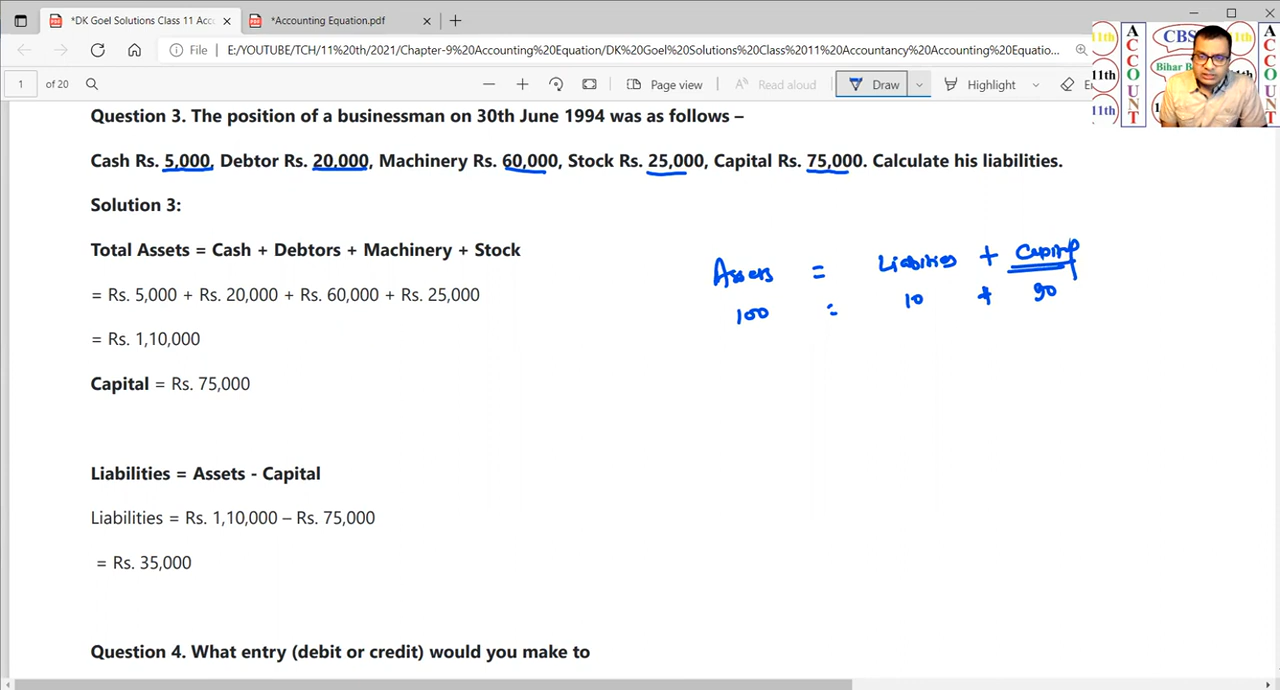 *DK Goel Solutions Class 11 Acc
*Accounting Equation.pdf
File E:/YOUTUBE/TCH/11%20th/2021/Chapter-9%20Accounting%20Equation/DK%20Goel%20Solutions%20Class%2011%20Accountancy%20Accounting%20Equatio...
1 of 20 Page view Read aloud Draw Highlight
11th A CBS 1th A
C C
11th C Bihar C
O O
U U
11th N N
T T
Question 3. The position of a businessman on 30th June 1994 was as follows –
Cash Rs. 5,000, Debtor Rs. 20,000, Machinery Rs. 60,000, Stock Rs. 25,000, Capital Rs. 75,000. Calculate his liabilities.
Solution 3:
Total Assets = Cash + Debtors + Machinery + Stock
Assets = Liabilities + Capital
= Rs. 5,000 + Rs. 20,000 + Rs. 60,000 + Rs. 25,000
100 = 10 + 90
= Rs. 1,10,000
Capital = Rs. 75,000
Liabilities = Assets - Capital
Liabilities = Rs. 1,10,000 – Rs. 75,000
= Rs. 35,000
Question 4. What entry (debit or credit) would you make to